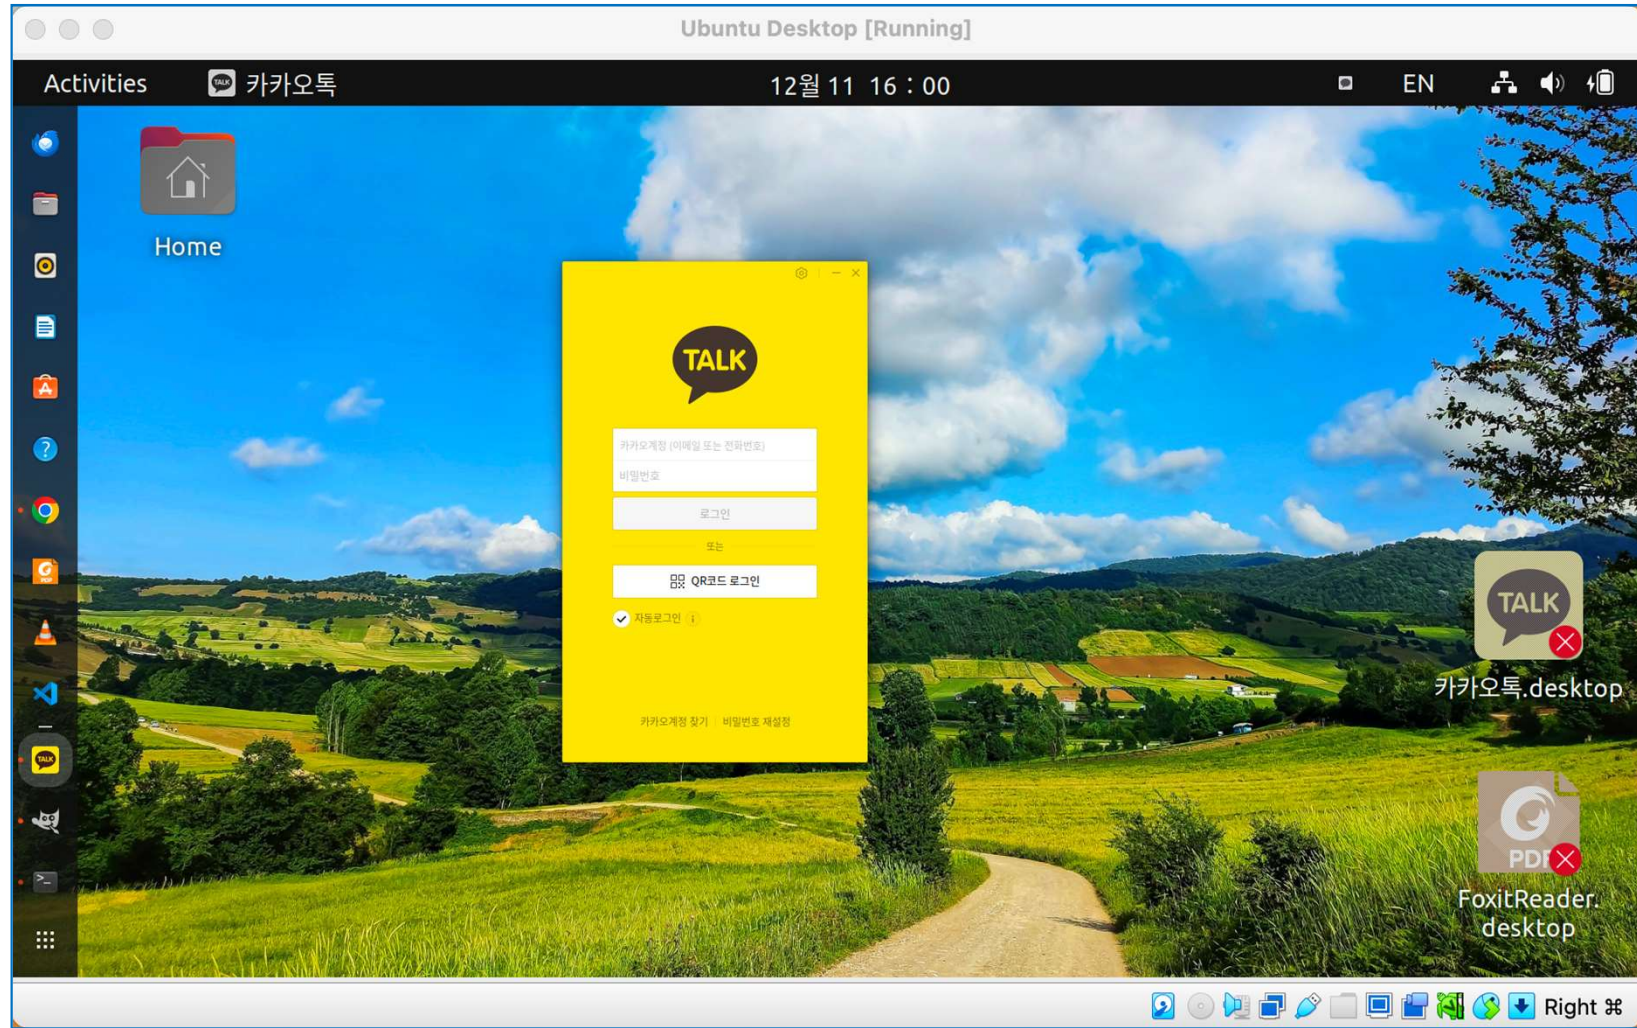 Ubuntu Desktop [Running]
Activities
TALK 카카오톡
12월 11 16 : 00
EN
Home
TALK
카카오계정 (이메일 또는 전화번호)
비밀번호
로그인
또는
QR코드 로그인
자동로그인
카카오계정 찾기 | 비밀번호 재설정
TALK
카카오톡.desktop
PDF
FoxitReader.
desktop
PDF
TALK
Right ⌘